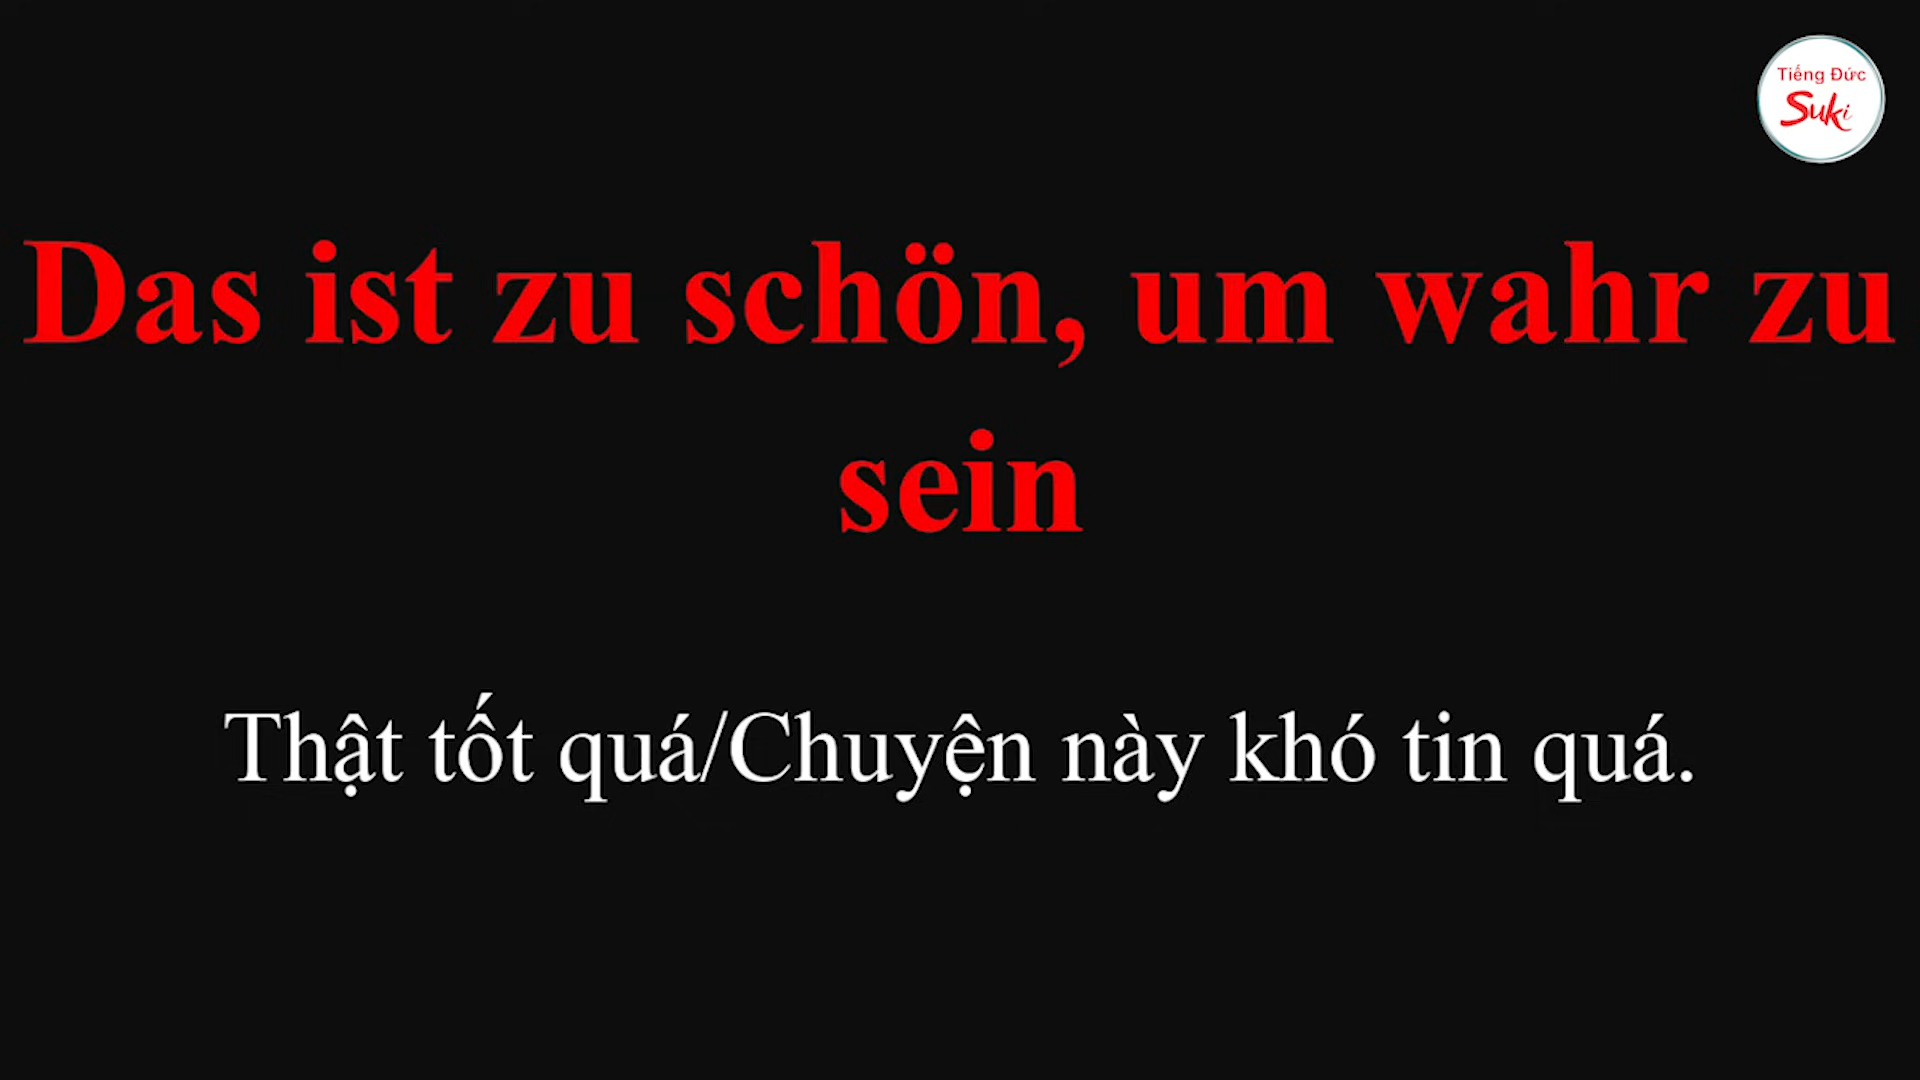 Tiếng Đức
Suki
Das ist zu schön, um wahr zu
sein
Thật tốt quá/Chuyện này khó tin quá.